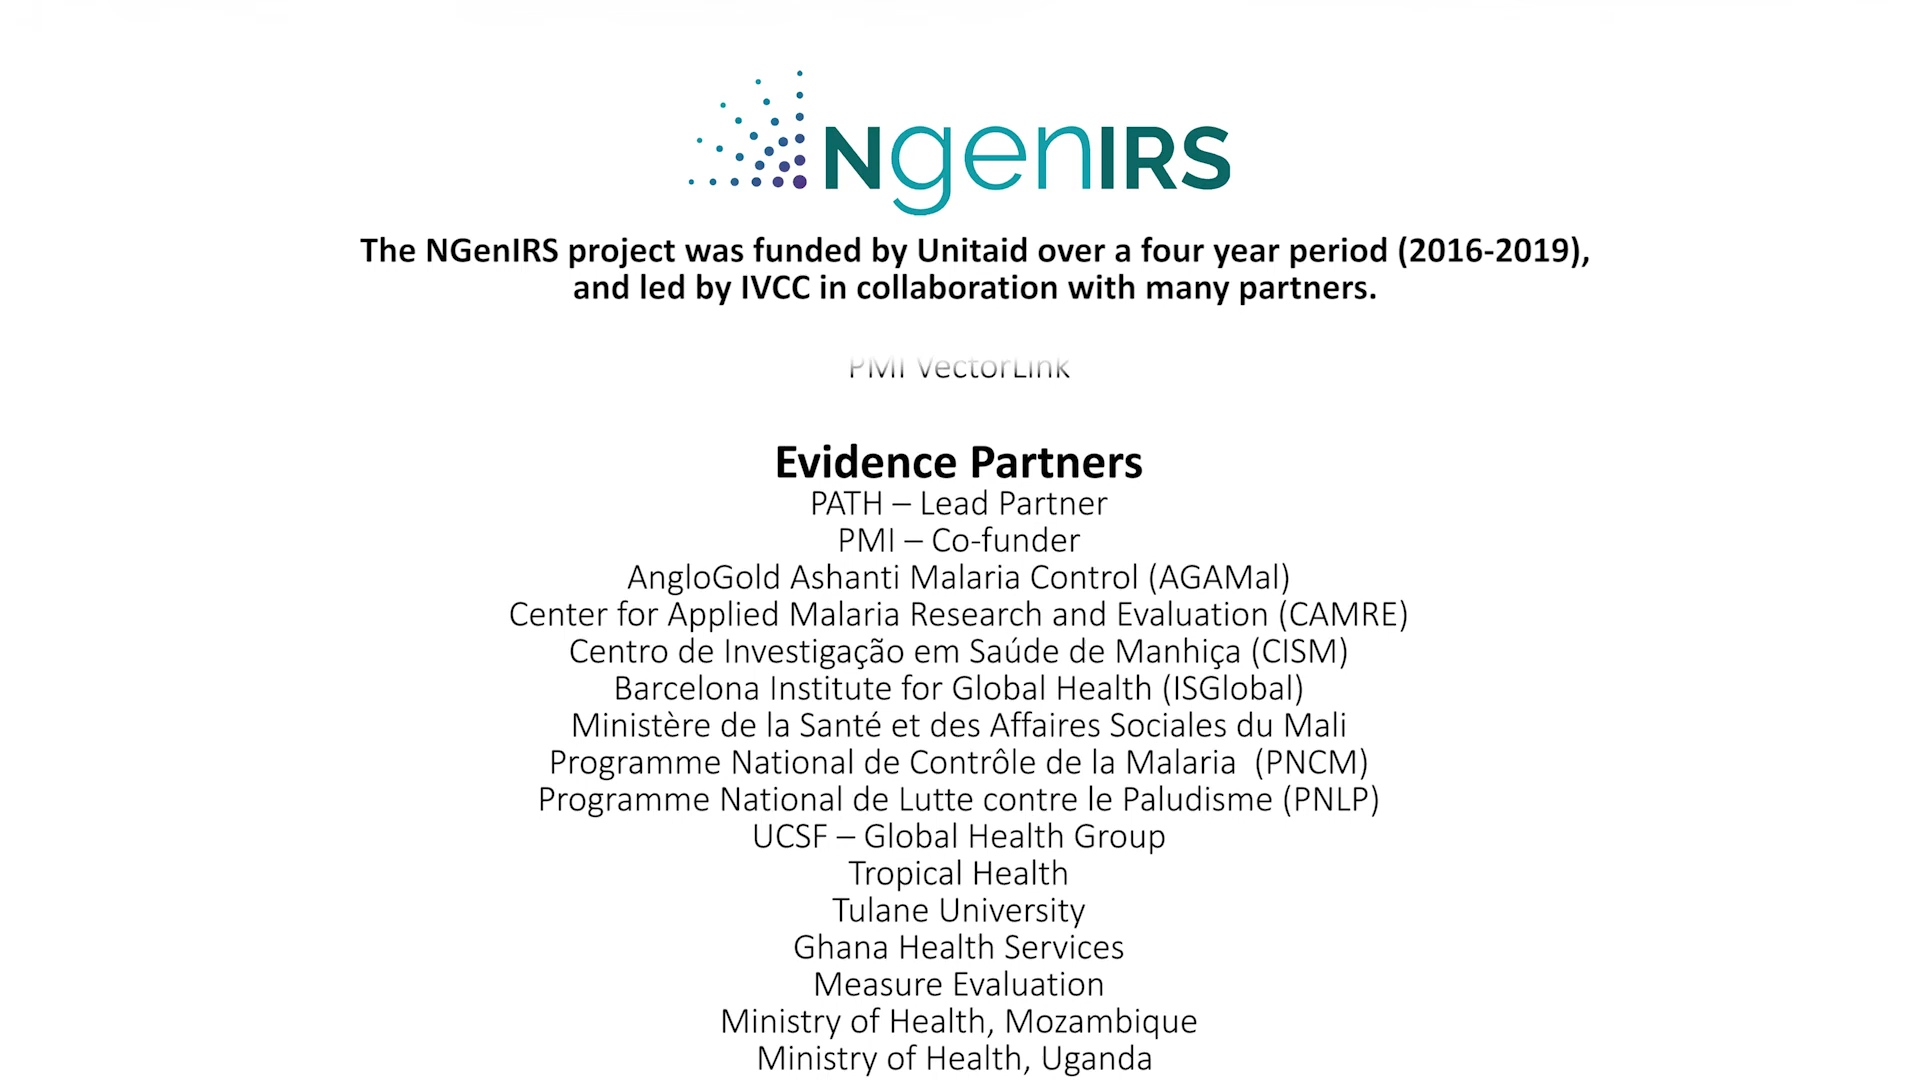 NgenIRS
The NGenIRS project was funded by Unitaid over a four year period (2016-2019),
and led by IVCC in collaboration with many partners.
PMI VectorLink
Evidence Partners
PATH – Lead Partner
PMI – Co-funder
AngloGold Ashanti Malaria Control (AGAMal)
Center for Applied Malaria Research and Evaluation (CAMRE)
Centro de Investigação em Saúde de Manhiça (CISM)
Barcelona Institute for Global Health (ISGlobal)
Ministère de la Santé et des Affaires Sociales du Mali
Programme National de Contrôle de la Malaria  (PNCM)
Programme National de Lutte contre le Paludisme (PNLP)
UCSF – Global Health Group
Tropical Health
Tulane University
Ghana Health Services
Measure Evaluation
Ministry of Health, Mozambique
Ministry of Health, Uganda